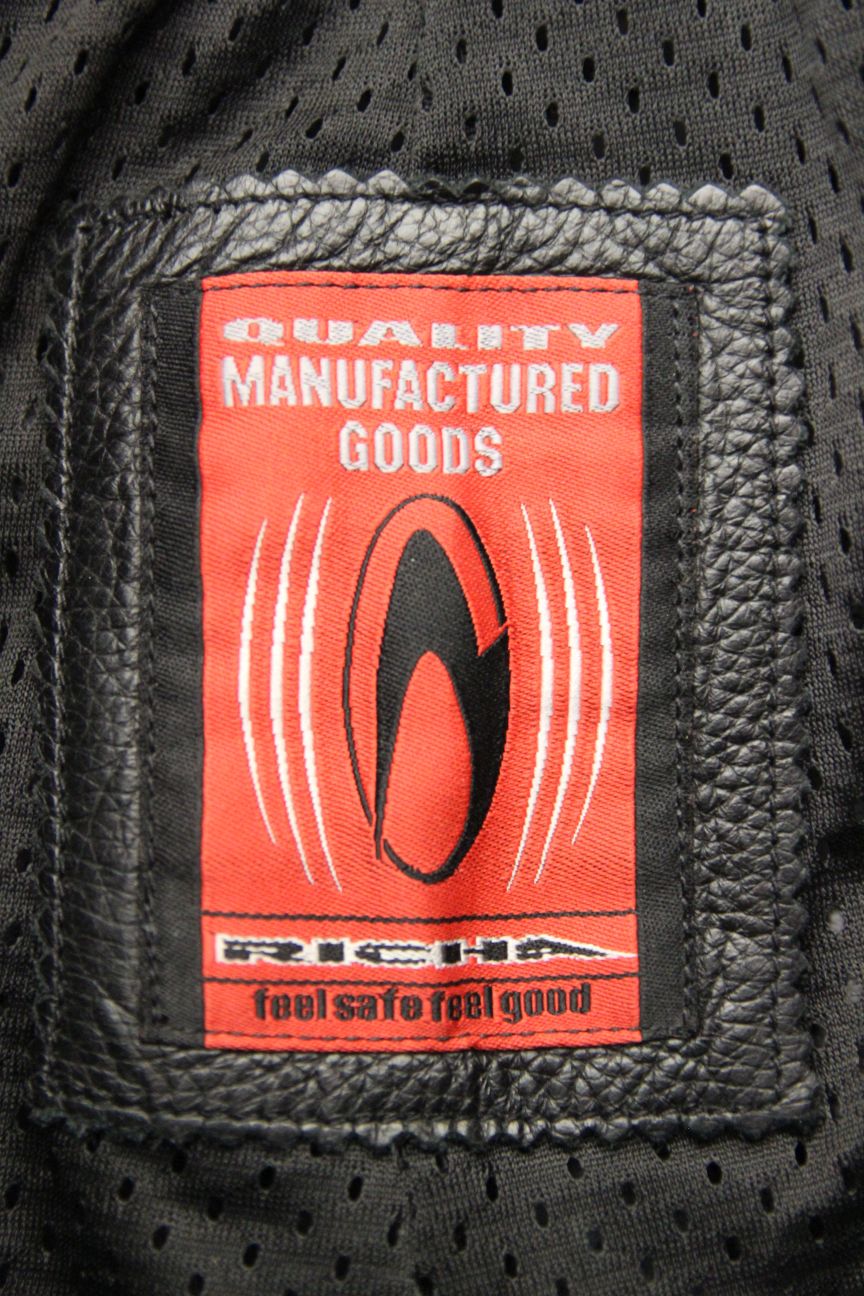 QUALITY
MANUFACTURED
GOODS
RICHA
feel safe feel good